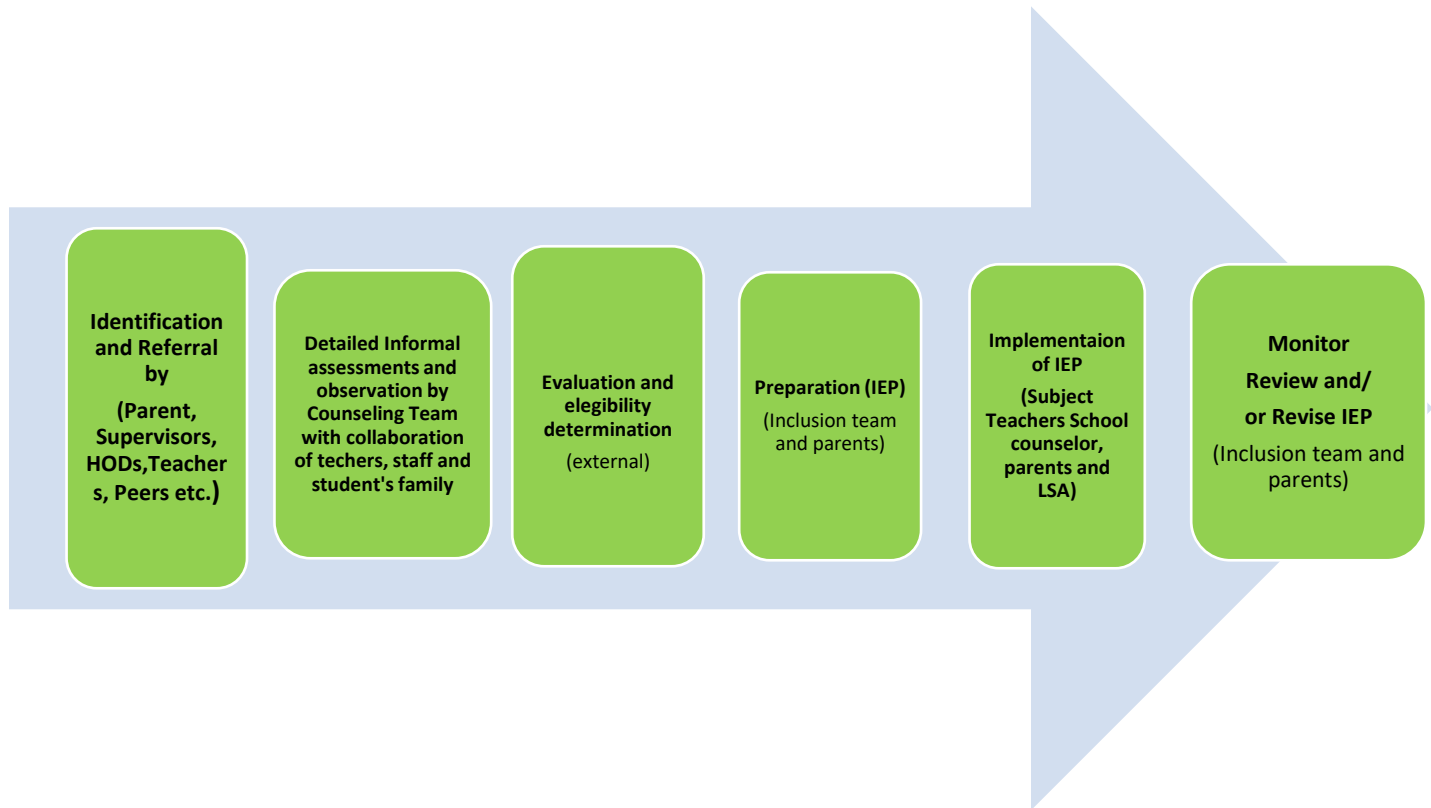 Identification
and Referral
by
(Parent,
Supervisors,
HODs,Teacher
s, Peers etc.)
Detailed Informal
assessments and
observation by
Counseling Team
with collaboration
of techers, staff and
student's family
Evaluation and
elegibility
determination
(external)
Preparation (IEP)
(Inclusion team
and parents)
Implementaion
of IEP
(Subject
Teachers School
counselor,
parents and
LSA)
Monitor
Review and/
or Revise IEP
(Inclusion team and
parents)